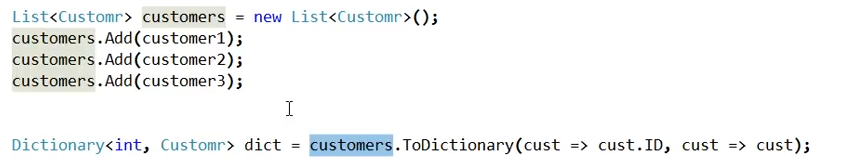 List<Customr> customers = new List<Customr>();
customers.Add(customer1);
customers.Add(customer2);
customers.Add(customer3);
Dictionary<int, Customr> dict = customers.ToDictionary(cust => cust.ID, cust => cust);